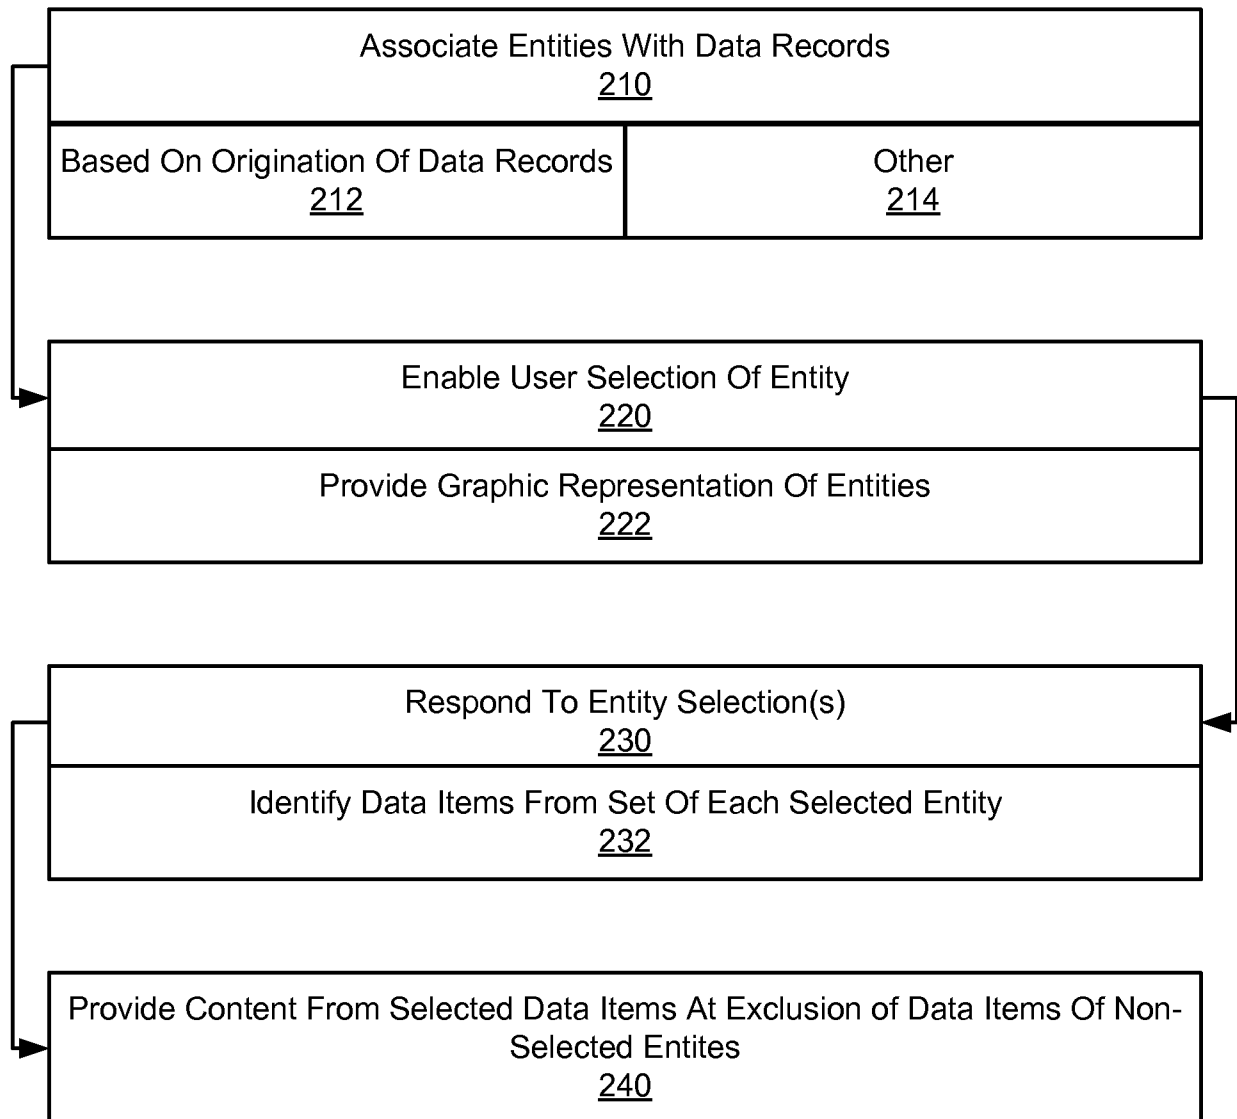 Associate Entities With Data Records
210
Based On Origination Of Data Records
212
Other
214
Enable User Selection Of Entity
220
Provide Graphic Representation Of Entities
222
Respond To Entity Selection(s)
230
Identify Data Items From Set Of Each Selected Entity
232
Provide Content From Selected Data Items At Exclusion of Data Items Of Non-
Selected Entites
240